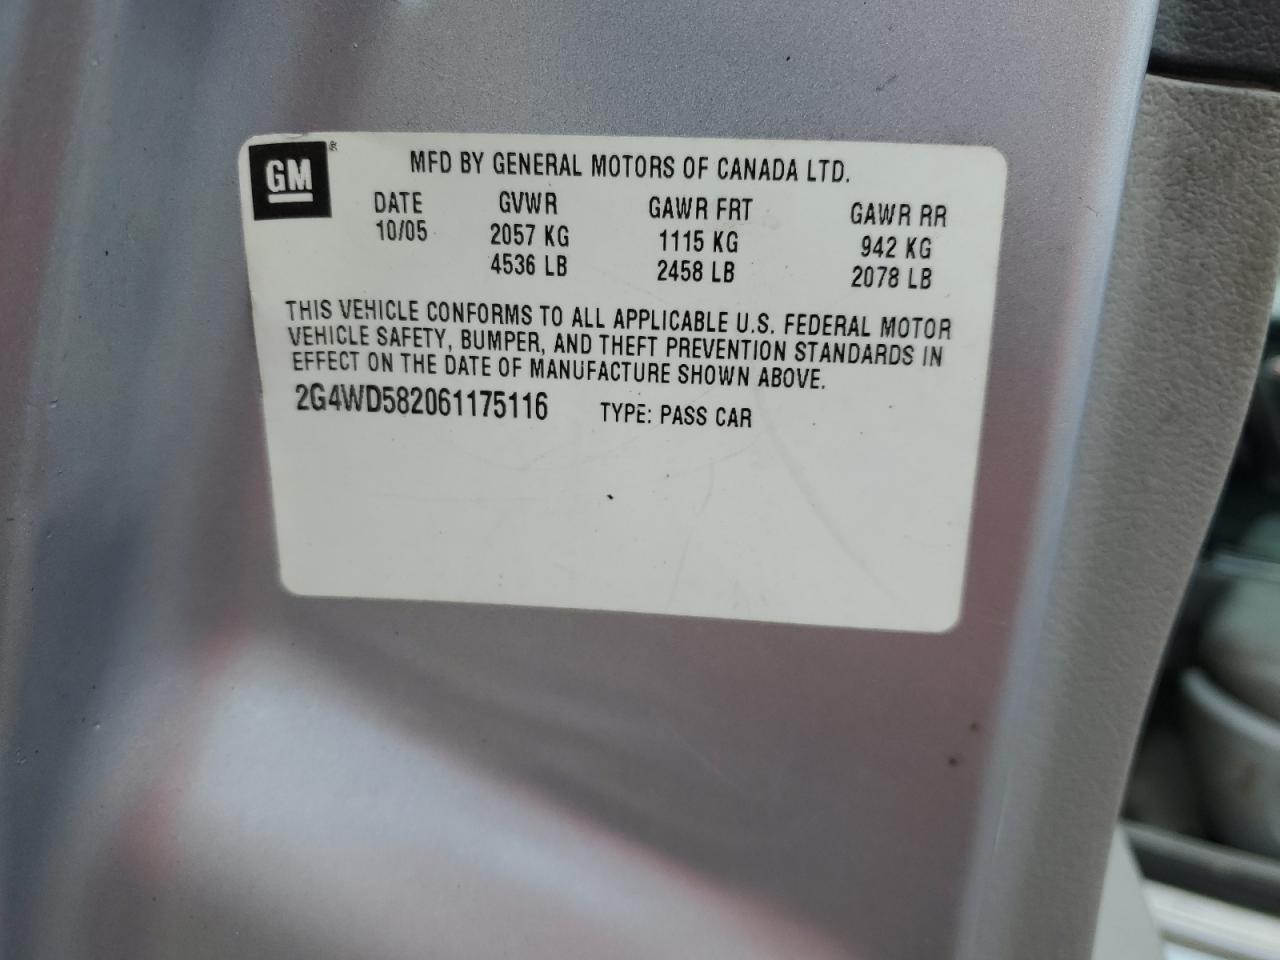 GM ®
MFD BY GENERAL MOTORS OF CANADA LTD.
DATE GVWR GAWR FRT GAWR RR
10/05 2057 KG 1115 KG 942 KG
4536 LB 2458 LB 2078 LB
THIS VEHICLE CONFORMS TO ALL APPLICABLE U.S. FEDERAL MOTOR
VEHICLE SAFETY, BUMPER, AND THEFT PREVENTION STANDARDS IN
EFFECT ON THE DATE OF MANUFACTURE SHOWN ABOVE.
2G4WD582061175116 TYPE: PASS CAR